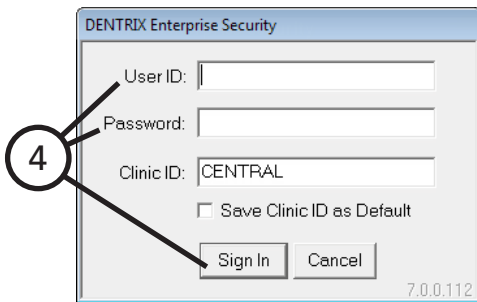 DENTRIX Enterprise Security
User ID:
Password:
4
Clinic ID: CENTRAL
Save Clinic ID as Default
Sign In Cancel
7.0.0.112